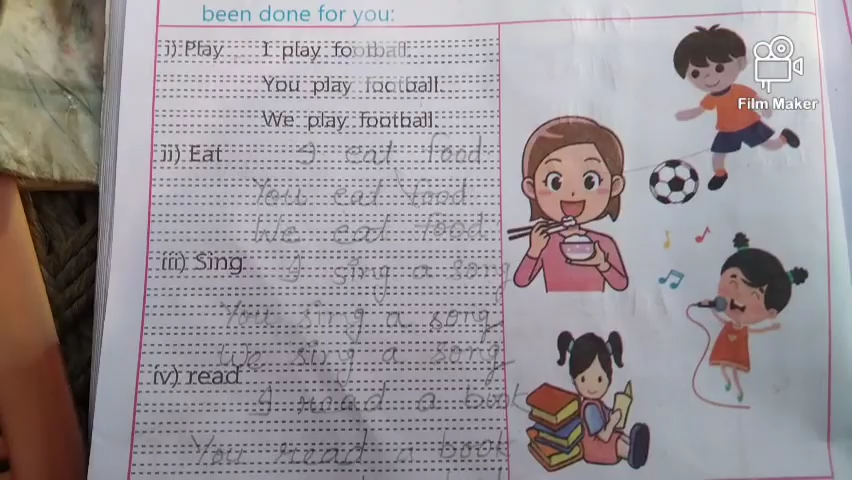 been done for you:
i) Play I play football.
You play football.
We play football.
ii) Eat I eat food
You eat food
We eat food
iii) Sing I sing a song
You sing a song
We sing a song
iv) read
I read a book
You read a book
Film Maker